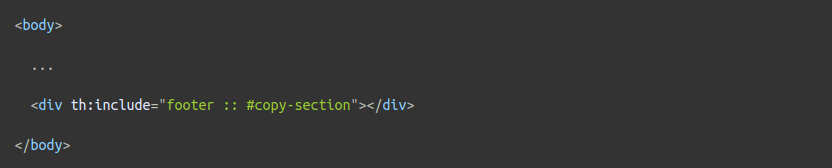 <body>
...
<div th:include="footer :: #copy-section"></div>
</body>